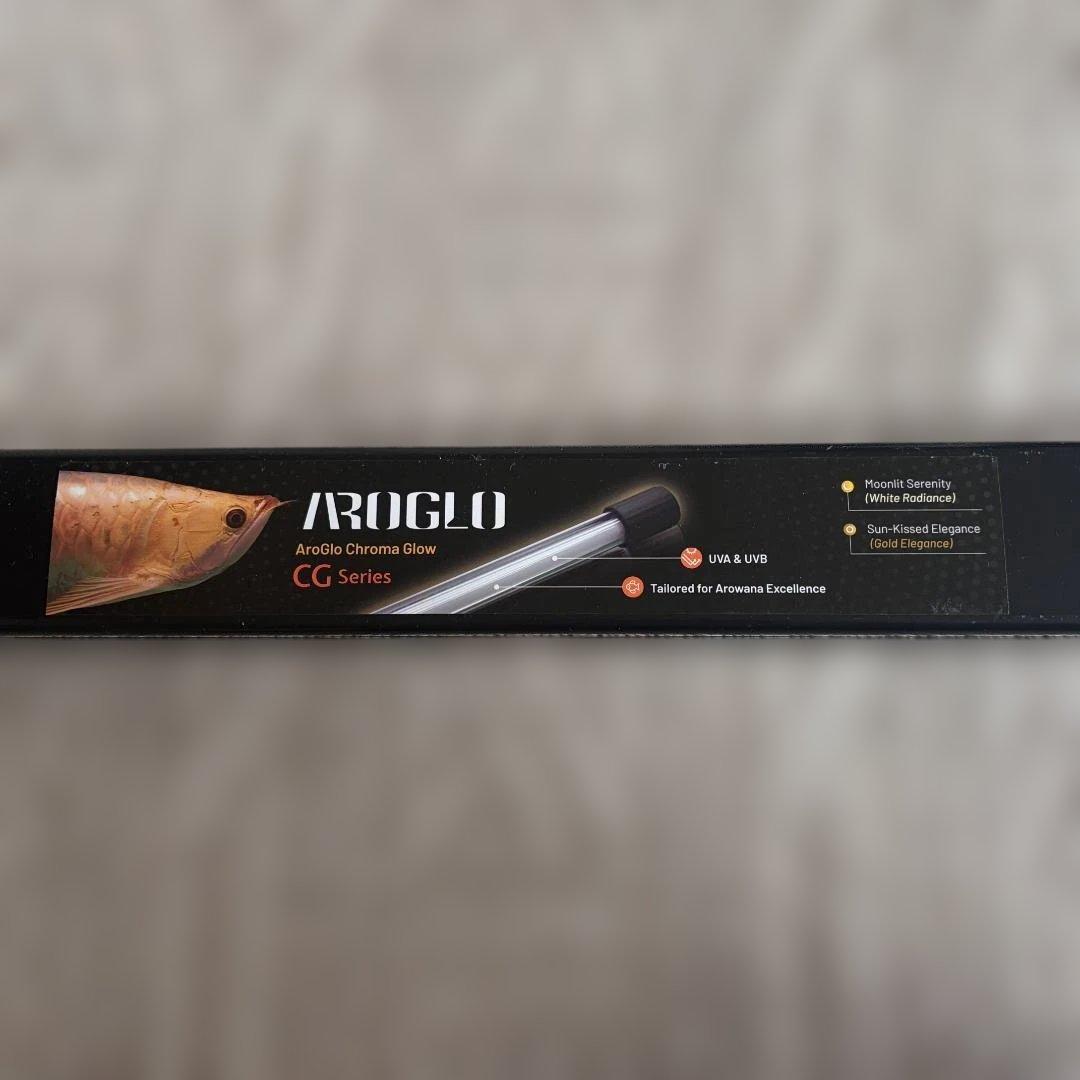 AROGLO
AroGlo Chroma Glow
CG Series
UVA & UVB
Tailored for Arowana Excellence
Moonlit Serenity
(White Radiance)
Sun-Kissed Elegance
(Gold Elegance)